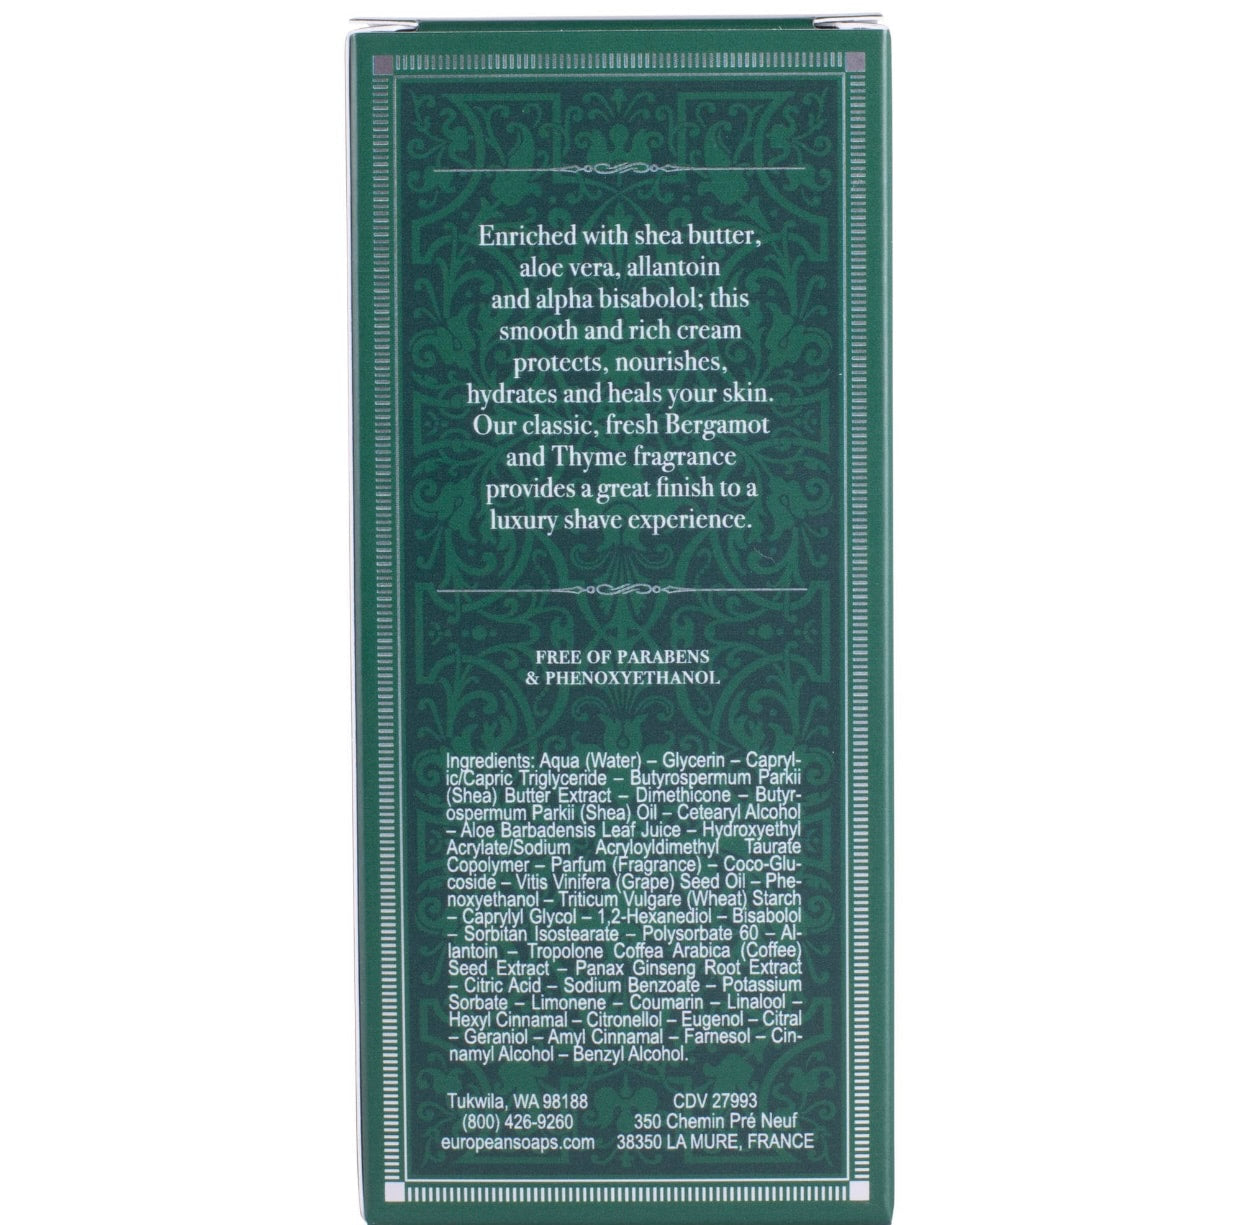 Enriched with shea butter,
aloe vera, allantoin
and alpha bisabolol; this
smooth and rich cream
protects, nourishes,
hydrates and heals your skin.
Our classic, fresh Bergamot
and Thyme fragrance
provides a great finish to a
luxury shave experience.
FREE OF PARABENS
& PHENOXYETHANOL
Ingredients: Aqua (Water) – Glycerin – Capryl-
ic/Capric Triglyceride – Butyrospermum Parkii
(Shea) Butter Extract – Dimethicone – Butyr-
ospermum Parkii (Shea) Oil – Cetearyl Alcohol
– Aloe Barbadensis Leaf Juice – Hydroxyethyl
Acrylate/Sodium Acryloyldimethyl Taurate
Copolymer – Parfum (Fragrance) – Coco-Glu-
coside – Vitis Vinifera (Grape) Seed Oil – Phe-
noxyethanol – Triticum Vulgare (Wheat) Starch
– Caprylyl Glycol – 1,2-Hexanediol – Bisabolol
– Sorbitan Isostearate – Polysorbate 60 – Al-
lantoin – Tropolone Coffea Arabica (Coffee)
Seed Extract – Panax Ginseng Root Extract
– Citric Acid – Sodium Benzoate – Potassium
Sorbate – Limonene – Coumarin – Linalool –
Hexyl Cinnamal – Citronellol – Eugenol – Citral
– Geraniol – Amyl Cinnamal – Farnesol – Cin-
namyl Alcohol – Benzyl Alcohol.
Tukwila, WA 98188
(800) 426-9260
europeansoaps.com
CDV 27993
350 Chemin Pré Neuf
38350 LA MURE, FRANCE